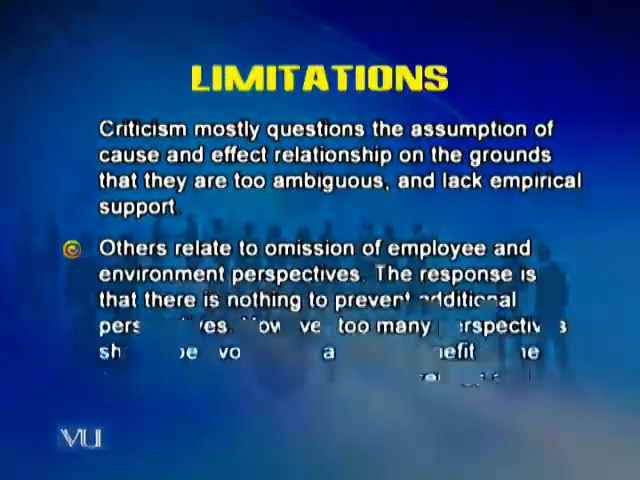 LIMITATIONS
Criticism mostly questions the assumption of
cause and effect relationship on the grounds
that they are too ambiguous, and lack empirical
support.
Others relate to omission of employee and
environment perspectives. The response is
that there is nothing to prevent additional
too many
a
VU